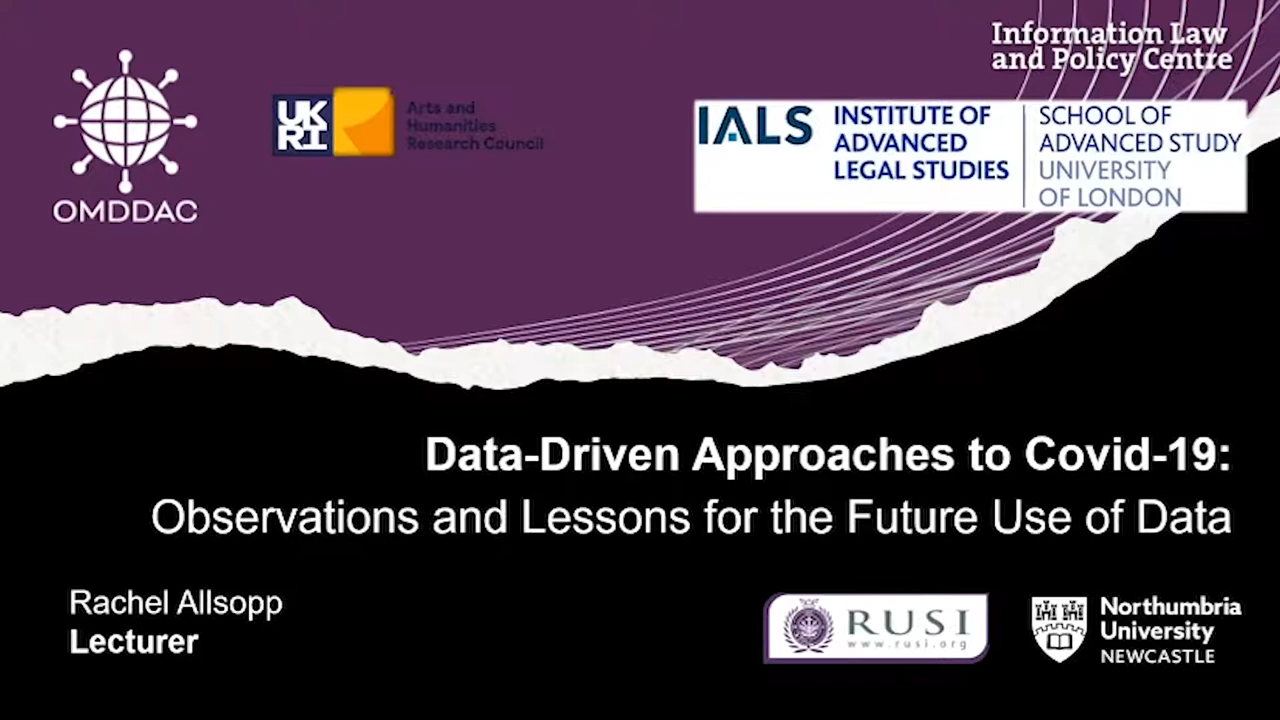 Information Law
and Policy Centre
OMDDAC
UK
RI
Arts and
Humanities
Research Council
IALS
INSTITUTE OF
ADVANCED
LEGAL STUDIES
SCHOOL OF
ADVANCED STUDY
UNIVERSITY
OF LONDON
Data-Driven Approaches to Covid-19:
Observations and Lessons for the Future Use of Data
Rachel Allsopp
Lecturer
RUSI
www.rusi.org
Northumbria
University
NEWCASTLE